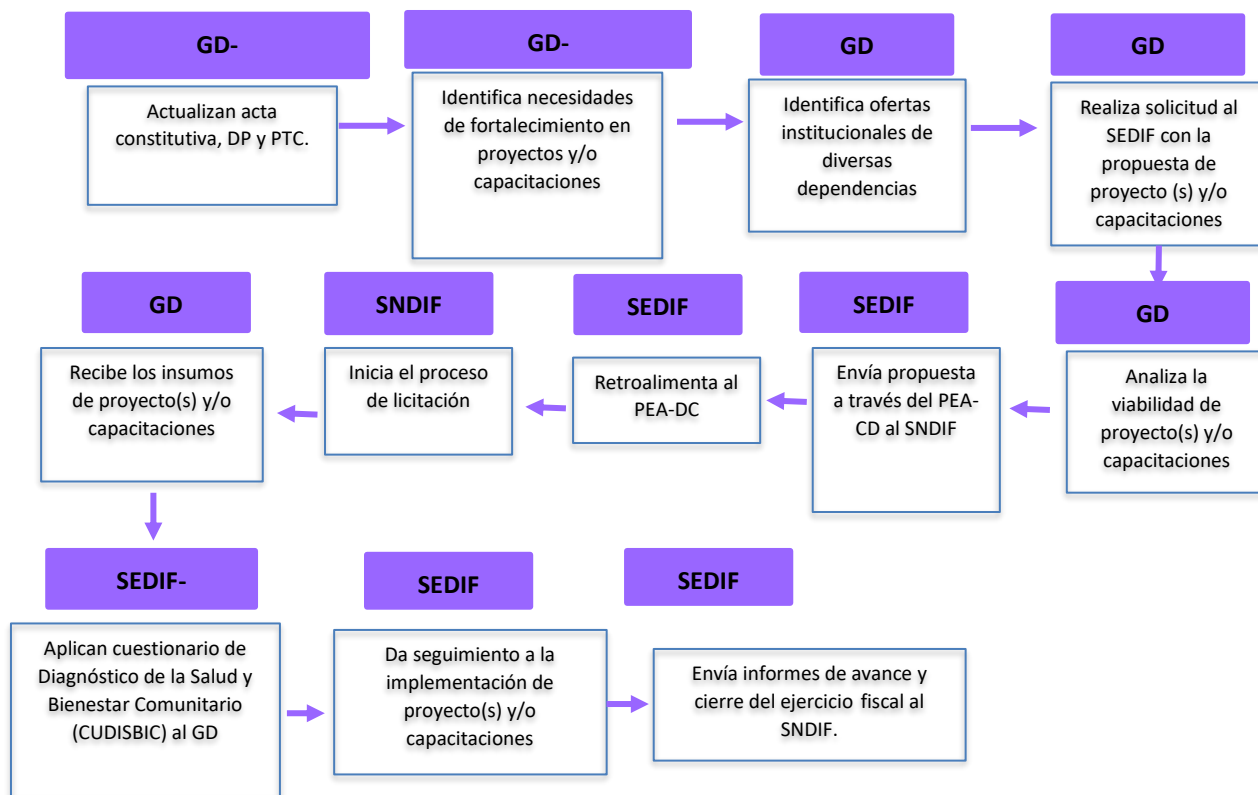 GD-
Actualizan acta
constitutiva, DP y PTC.
GD-
Identifica necesidades
de fortalecimiento en
proyectos y/o
capacitaciones
GD
Identifica ofertas
institucionales de
diversas
dependencias
GD
Realiza solicitud al
SEDIF con la
propuesta de
proyecto (s) y/o
capacitaciones
GD
Analiza la
viabilidad de
proyecto(s) y/o
capacitaciones
SEDIF
Envía propuesta
a través del PEA-
CD al SNDIF
SEDIF
Retroalimenta al
PEA-DC
SNDIF
Inicia el proceso
de licitación
GD
Recibe los insumos
de proyecto(s) y/o
capacitaciones
SEDIF-
Aplican cuestionario de
Diagnóstico de la Salud y
Bienestar Comunitario
(CUDISBIC) al GD
SEDIF
Da seguimiento a la
implementación de
proyecto(s) y/o
capacitaciones
SEDIF
Envía informes de avance y
cierre del ejercicio fiscal al
SNDIF.